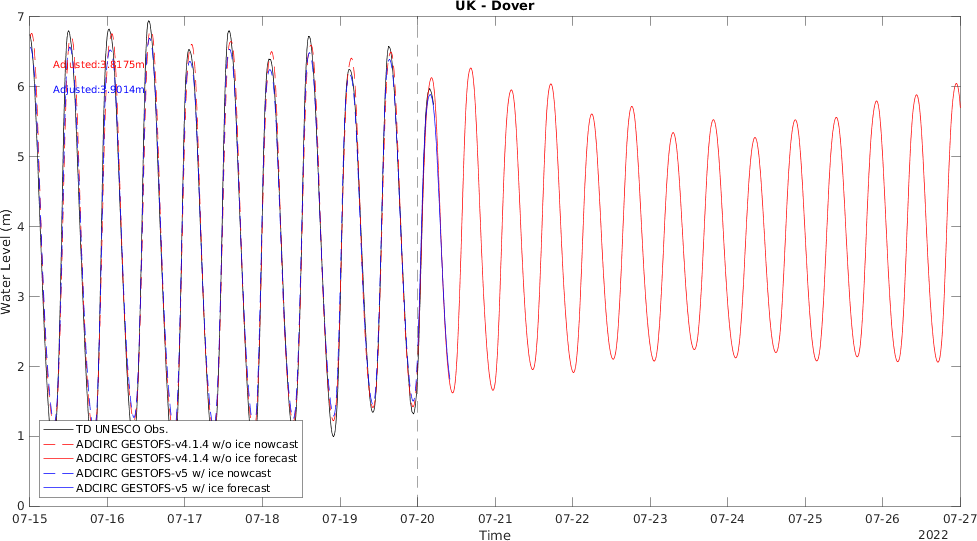 UK - Dover
7
6
5
4
3
2
1
0
Water Level (m)
Adjusted:3.8175m
Adjusted:3.9014m
TD UNESCO Obs.
ADCIRC GESTOFS-v4.1.4 w/o ice nowcast
ADCIRC GESTOFS-v4.1.4 w/o ice forecast
ADCIRC GESTOFS-v5 w/ ice nowcast
ADCIRC GESTOFS-v5 w/ ice forecast
07-15 07-16 07-17 07-18 07-19 07-20 07-21 07-22 07-23 07-24 07-25 07-26 07-27
Time
2022